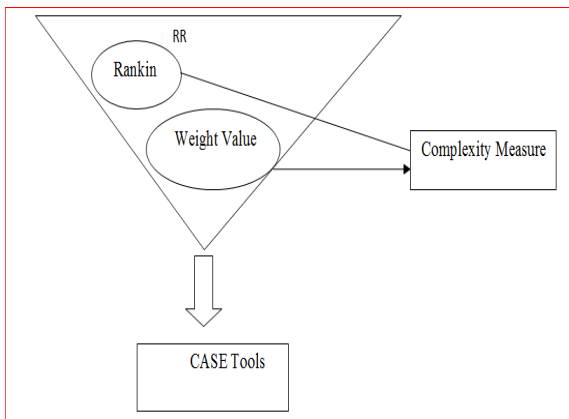 RR
Rankin
Weight Value
Complexity Measure
CASE Tools